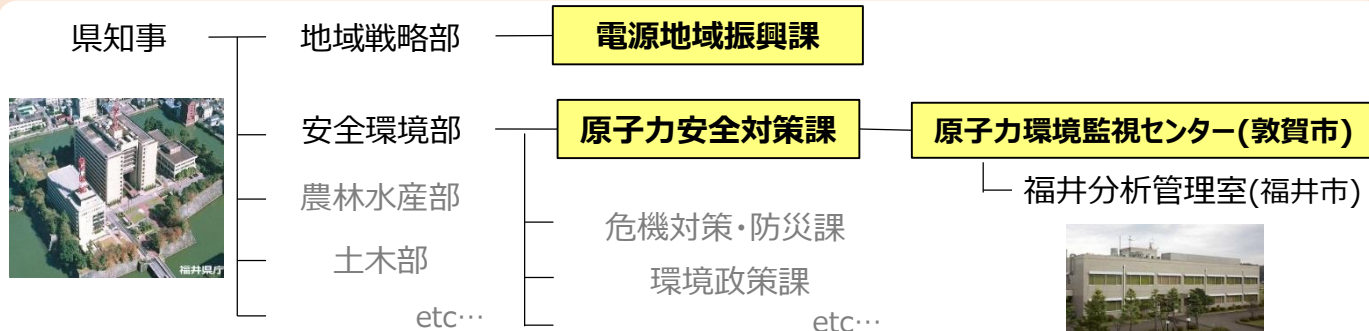 県知事
地域戦略部
電源地域振興課
安全環境部
原子力安全対策課
原子力環境監視センター(敦賀市)
福井分析管理室(福井市)
農林水産部
危機対策・防災課
土木部
環境政策課
etc…
etc…
福井県庁